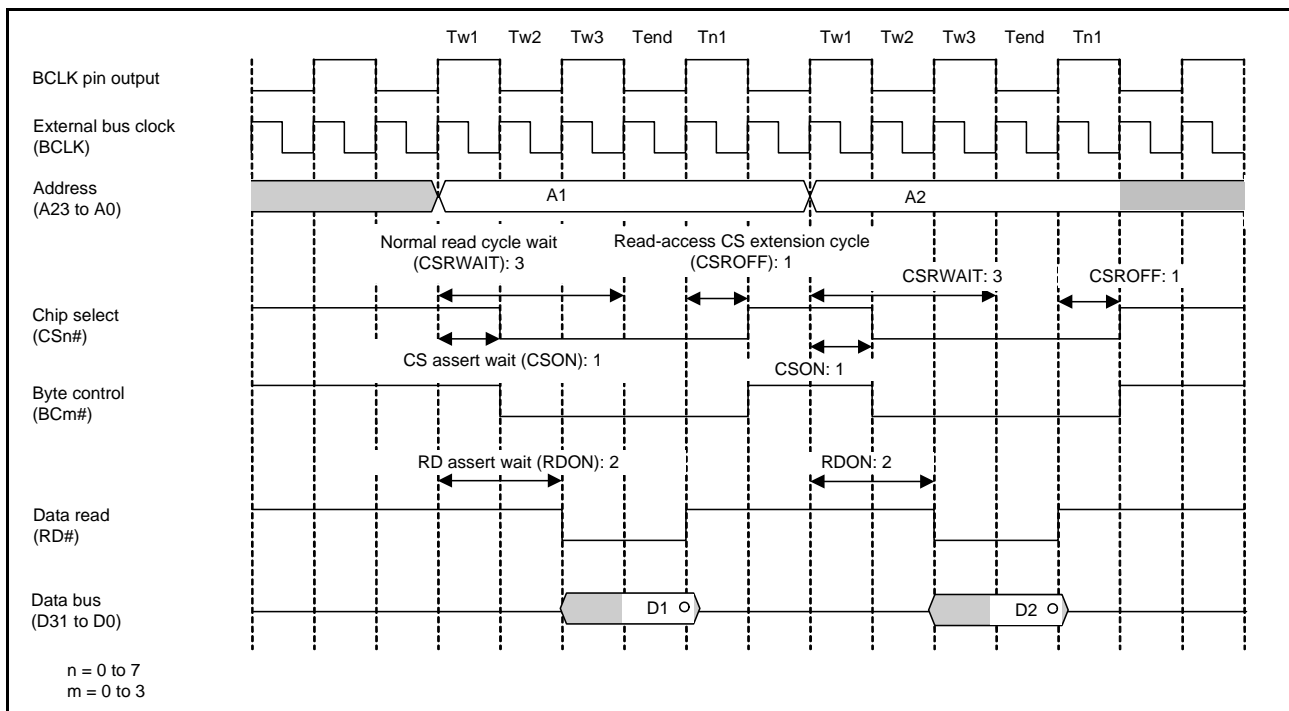 Tw1 Tw2 Tw3 Tend Tn1 Tw1 Tw2 Tw3 Tend Tn1
BCLK pin output
External bus clock
(BCLK)
Address
(A23 to A0)
A1 A2
Normal read cycle wait
(CSRWAIT): 3
Read-access CS extension cycle
(CSROFF): 1
CSRWAIT: 3 CSROFF: 1
Chip select
(CSn#)
CS assert wait (CSON): 1 CSON: 1
Byte control
(BCm#)
RD assert wait (RDON): 2 RDON: 2
Data read
(RD#)
Data bus
(D31 to D0)
D1 D2
n = 0 to 7
m = 0 to 3